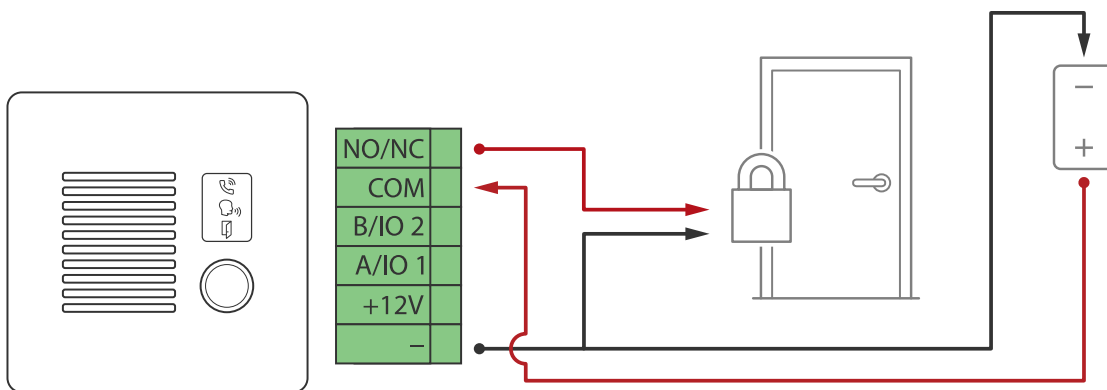 NO/NC
COM
B/IO 2
A/IO 1
+12V
–
–
+